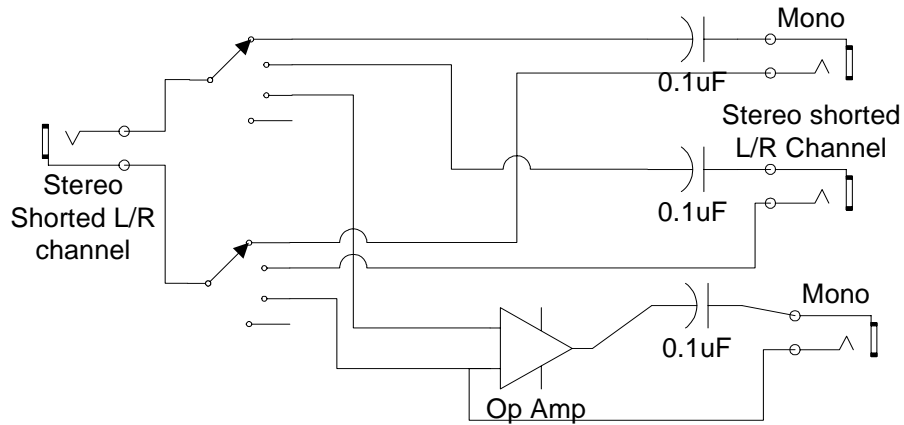 Mono
0.1uF
Stereo shorted
L/R Channel
Stereo
Shorted L/R
channel
0.1uF
Mono
0.1uF
Op Amp